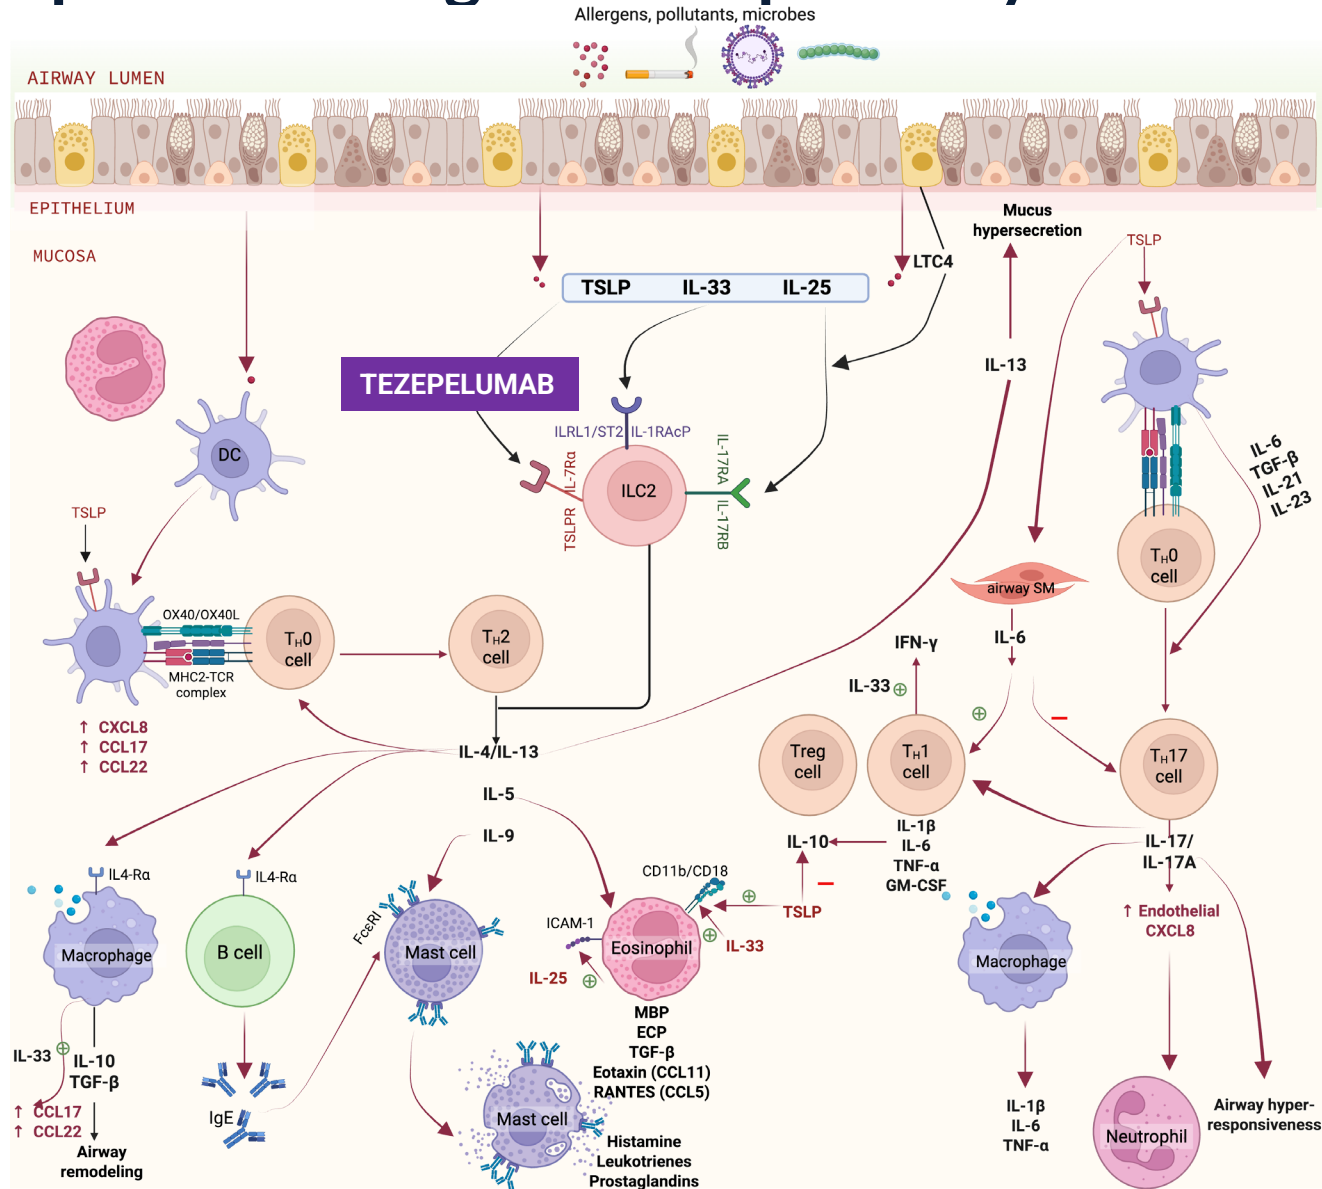 Allergens, pollutants, microbes
AIRWAY LUMEN
EPITHELIUM
MUCOSA
Mucus
hypersecretion
TSLP
LTC4
TSLP IL-33 IL-25
IL-13
TEZEPELUMAB
ILRL1/ST2 IL-1RAcP
IL-7Rα
TSLPR
ILC2
IL-17RA
IL-17RB
DC
IL-6
TGF-β
IL-21
IL-23
TSLP
OX40/OX40L
MHC2-TCR
complex
TH0
cell
TH2
cell
TH0
cell
airway SM
IL-6
IFN-γ
IL-33
↑ CXCL8
↑ CCL17
↑ CCL22
IL-4/IL-13
IL-5
IL-9
Treg
cell
TH1
cell
TH17
cell
IL-10
IL-1β
IL-6
TNF-α
GM-CSF
IL-17/
IL-17A
IL4-Rα
IL4-Rα
FcεRI
CD11b/CD18
ICAM-1
TSLP
IL-33
IL-25
↑ Endothelial
CXCL8
Macrophage
B cell
Mast cell
Eosinophil
Macrophage
MBP
ECP
TGF-β
Eotaxin (CCL11)
RANTES (CCL5)
IL-33
IL-10
TGF-β
↑ CCL17
↑ CCL22
Airway
remodeling
IgE
Mast cell
Histamine
Leukotrienes
Prostaglandins
IL-1β
IL-6
TNF-α
Neutrophil
Airway hyper-
responsiveness